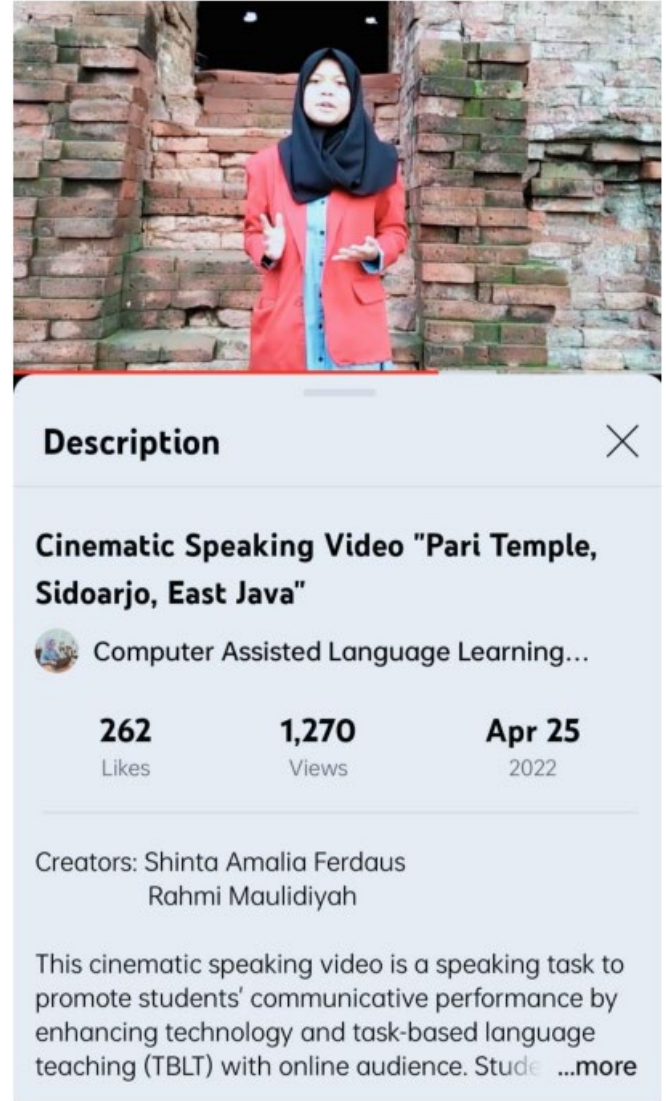 Description
Cinematic Speaking Video "Pari Temple,
Sidoarjo, East Java"
Computer Assisted Language Learning...
262 1,270 Apr 25
Likes Views 2022
Creators: Shinta Amalia Ferdaus
Rahmi Maulidiyah
This cinematic speaking video is a speaking task to
promote students' communicative performance by
enhancing technology and task-based language
teaching (TBLT) with online audience. Stude ...more